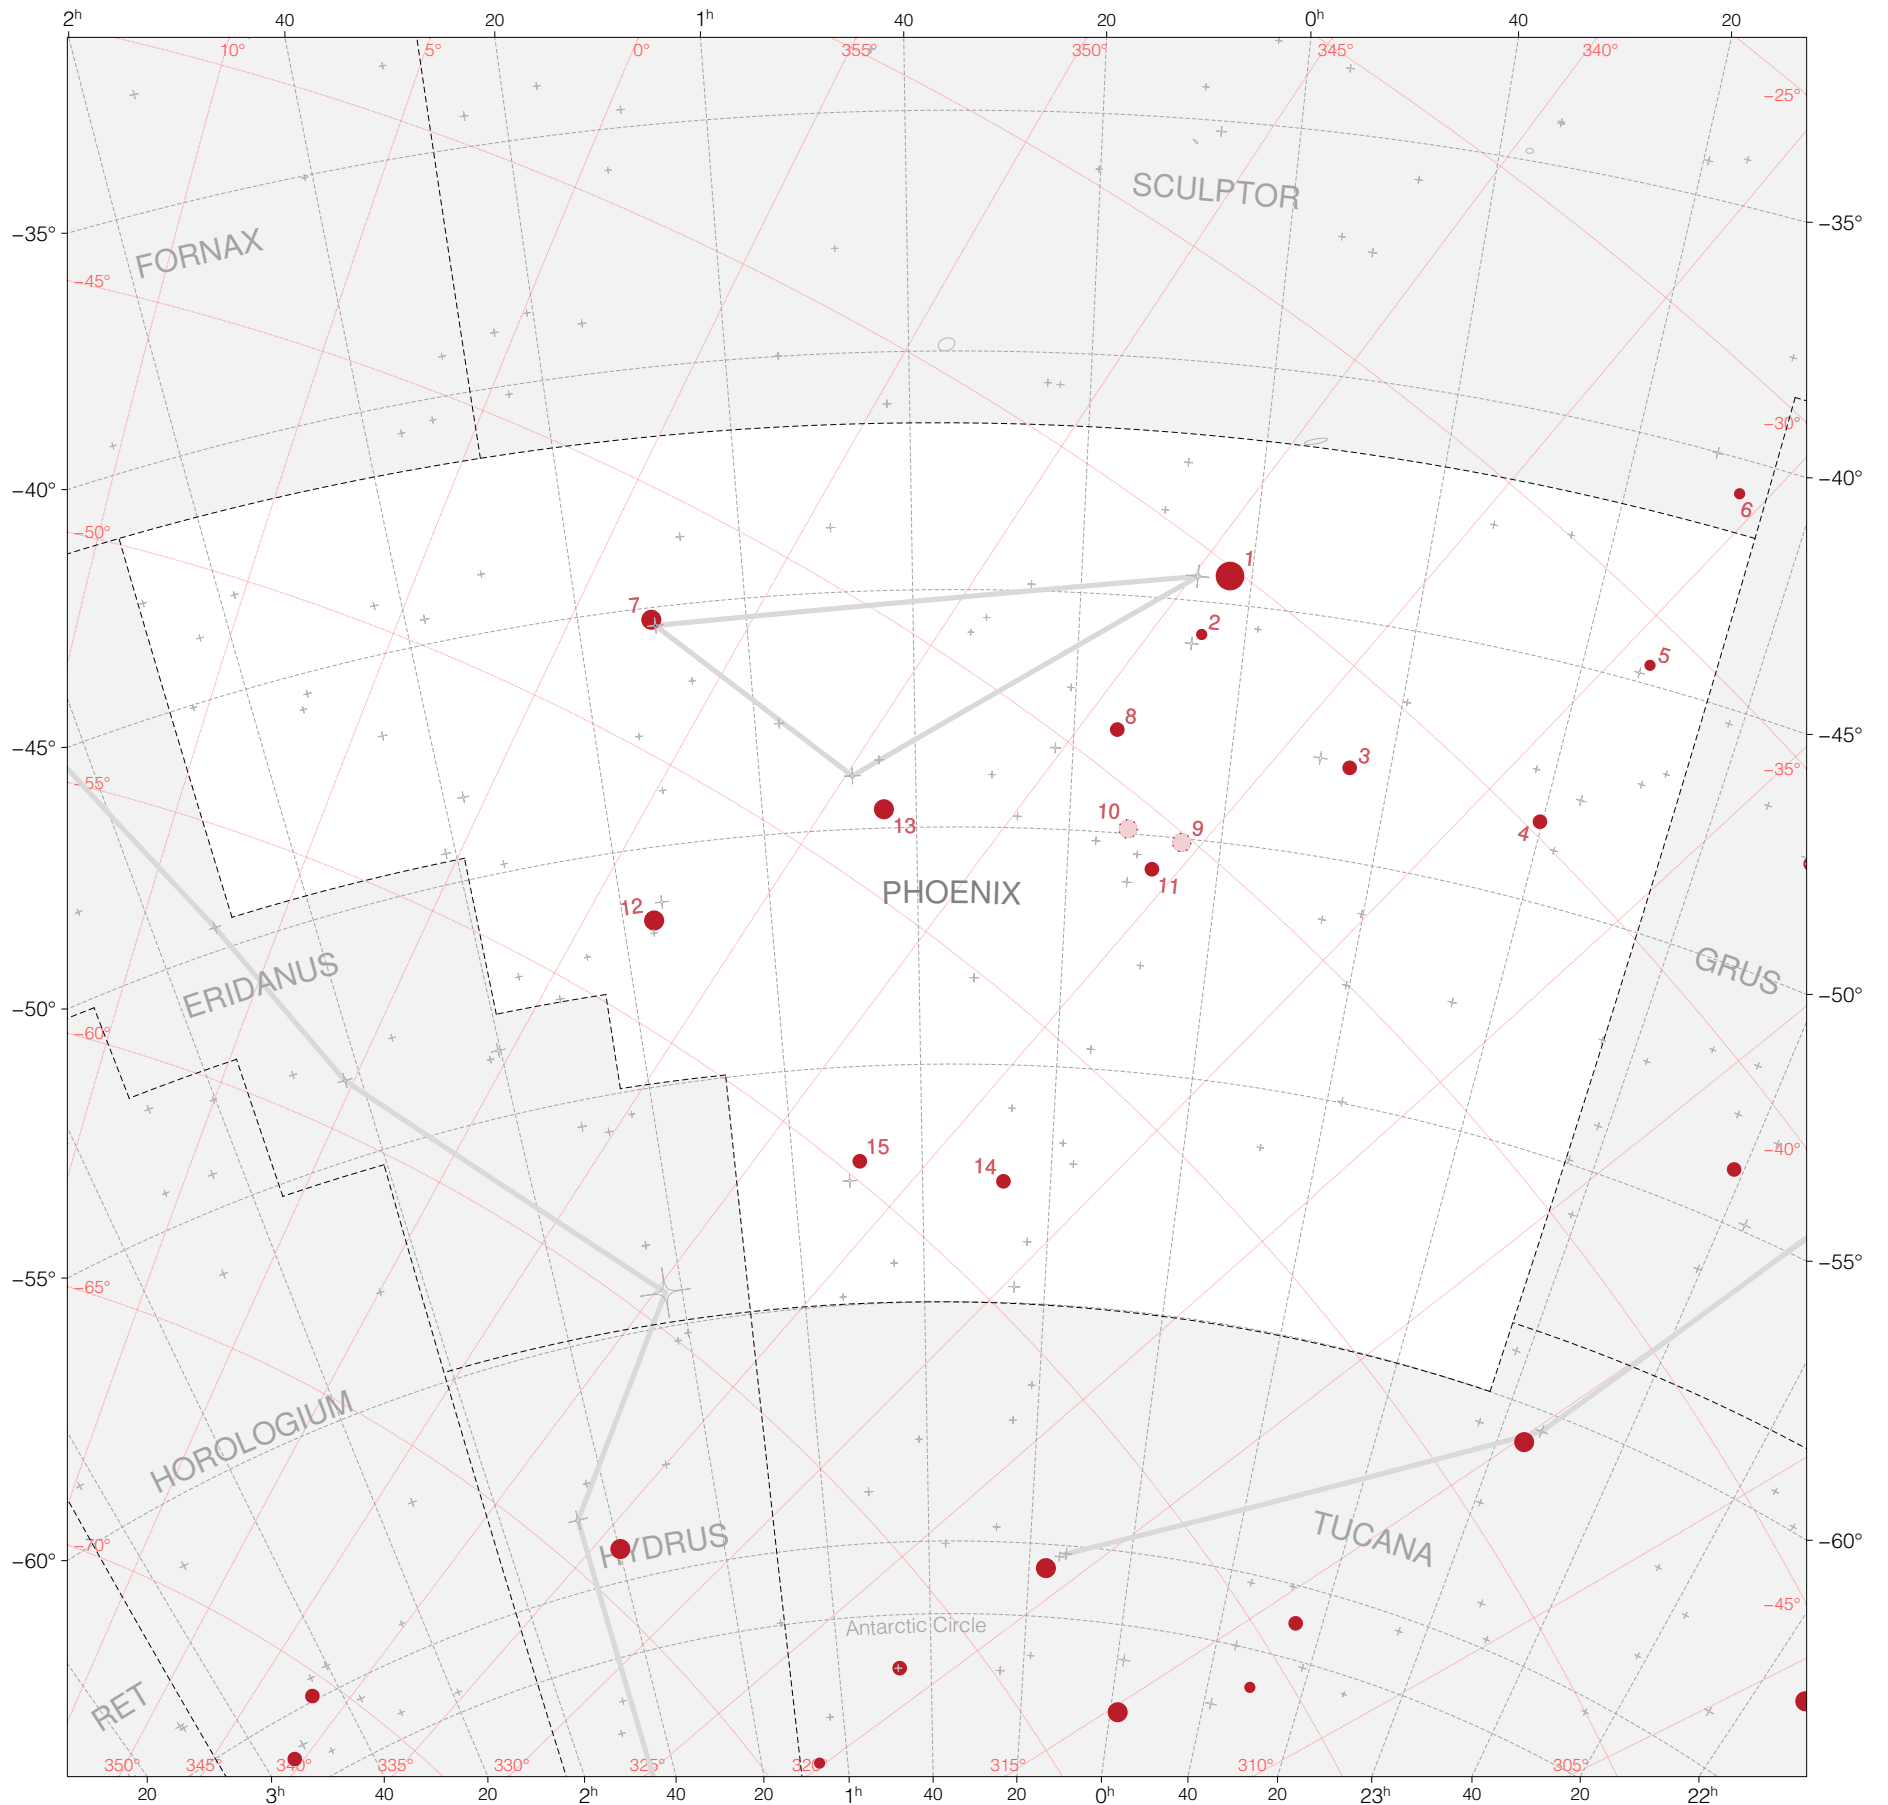 2h 40 20 1h 40 20 0h 40 20
10° 5° 0° 355° 350° 345° 340°
−25°
SCULPTOR
−35° −35°
FORNAX
−45°
−30°
−40° −40°
6
−50°
1
7
2
5
8
−45° −45°
3
−55° −35°
10
13 9 4
11
PHOENIX
12
ERIDANUS GRUS
−50° −50°
−60°
15
−40°
14
−55° −55°
−65°
HOROLOGIUM
HYDRUS TUCANA
−70°
−60° −60°
−45°
Antarctic Circle
RET
350° 345° 340° 335° 330° 325° 320° 315° 310° 305°
20 3h 40 20 2h 40 20 1h 40 20 0h 40 20 23h 40 20 22h